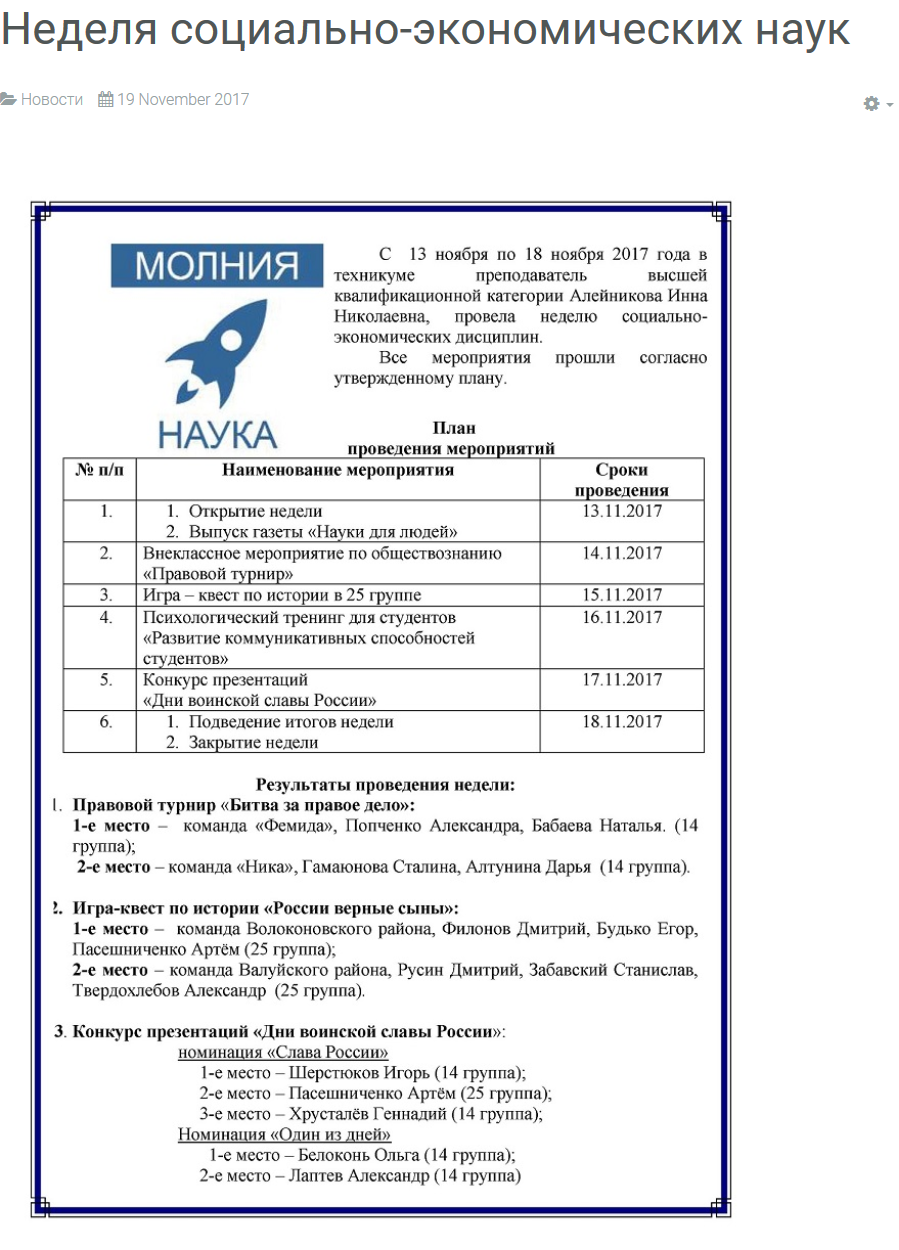 Неделя социально-экономических наук
Новости 19 November 2017
МОЛНИЯ
НАУКА
С 13 ноября по 18 ноября 2017 года в
техникуме преподаватель высшей
квалификационной категории Алейникова Инна
Николаевна, провела неделю социально-
экономических дисциплин.
Все мероприятия прошли согласно
утвержденному плану.
План
проведения мероприятий
№ п/п Наименование мероприятия Сроки
проведения
1. 1. Открытие недели 13.11.2017
2. Выпуск газеты «Науки для людей»
2. Внеклассное мероприятие по обществознанию 14.11.2017
«Правовой турнир»
3. Игра – квест по истории в 25 группе 15.11.2017
4. Психологический тренинг для студентов 16.11.2017
«Развитие коммуникативных способностей
студентов»
5. Конкурс презентаций 17.11.2017
«Дни воинской славы России»
6. 1. Подведение итогов недели 18.11.2017
2. Закрытие недели
Результаты проведения недели:
1. Правовой турнир «Битва за правое дело»:
1-е место – команда «Фемида», Попченко Александра, Бабаева Наталья. (14
группа);
2-е место – команда «Ника», Гамаюнова Сталина, Алтунина Дарья (14 группа).
2. Игра-квест по истории «России верные сыны»:
1-е место – команда Волоконовского района, Филонов Дмитрий, Будько Егор,
Пасешниченко Артём (25 группа);
2-е место – команда Валуйского района, Русин Дмитрий, Забавский Станислав,
Твердохлебов Александр (25 группа).
3. Конкурс презентаций «Дни воинской славы России»:
номинация «Слава России»
1-е место – Шерстюков Игорь (14 группа);
2-е место – Пасешниченко Артём (25 группа);
3-е место – Хрусталёв Геннадий (14 группа);
Номинация «Один из дней»
1-е место – Белоконь Ольга (14 группа);
2-е место – Лаптев Александр (14 группа)